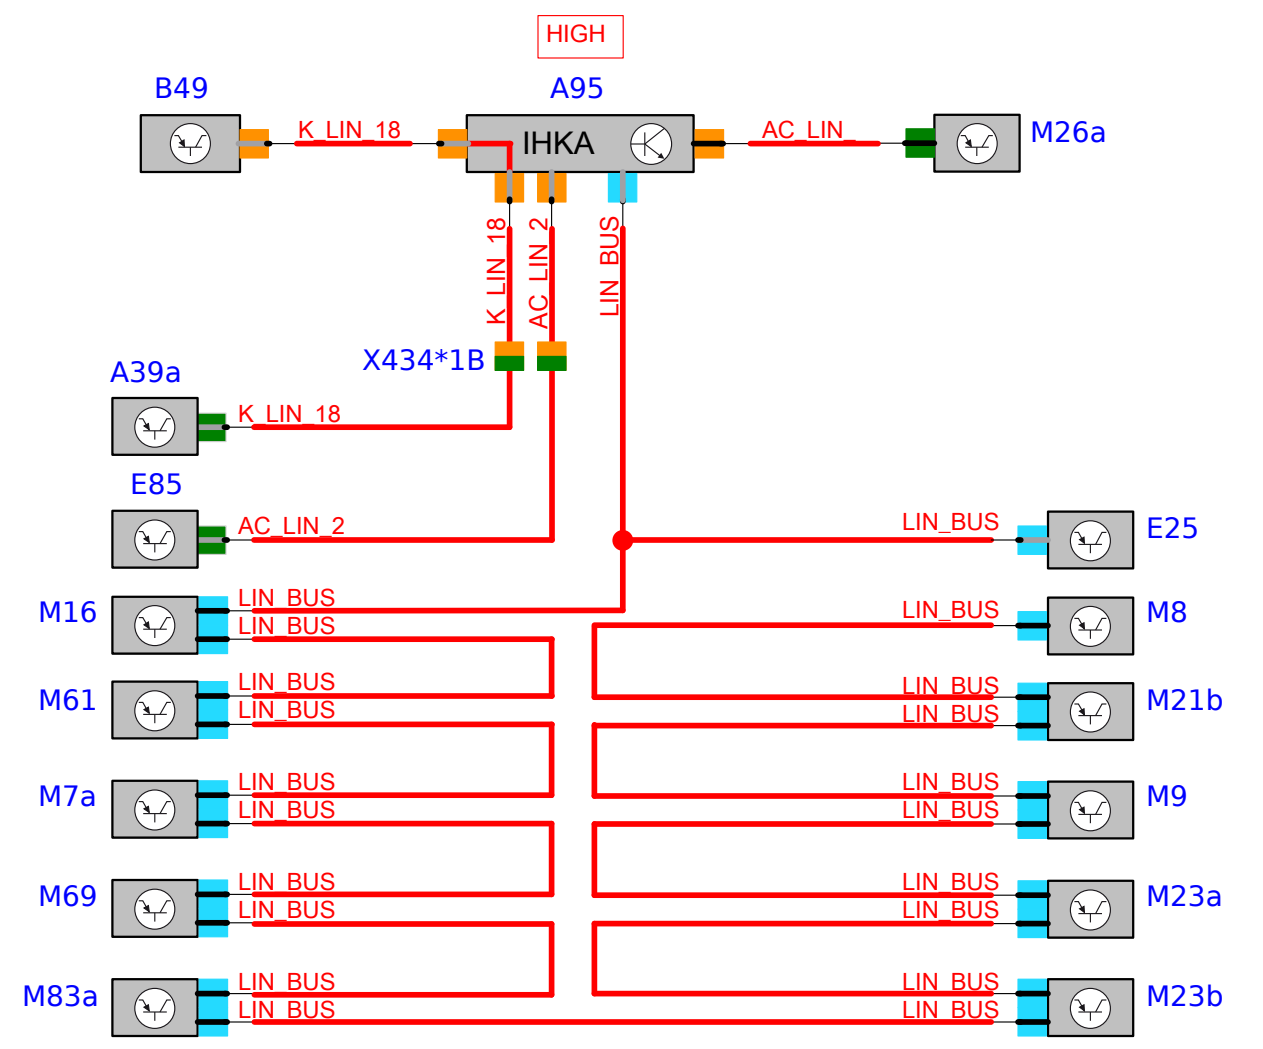 HIGH
B49
A95
K_LIN_18
IHKA
AC_LIN_
M26a
K_LIN_18
AC_LIN_2
LIN_BUS
X434*1B
A39a
K_LIN_18
E85
AC_LIN_2
LIN_BUS
E25
M16
LIN_BUS
LIN_BUS
LIN_BUS
M8
M61
LIN_BUS
LIN_BUS
LIN_BUS
LIN_BUS
M21b
M7a
LIN_BUS
LIN_BUS
LIN_BUS
LIN_BUS
M9
M69
LIN_BUS
LIN_BUS
LIN_BUS
LIN_BUS
M23a
M83a
LIN_BUS
LIN_BUS
LIN_BUS
LIN_BUS
M23b